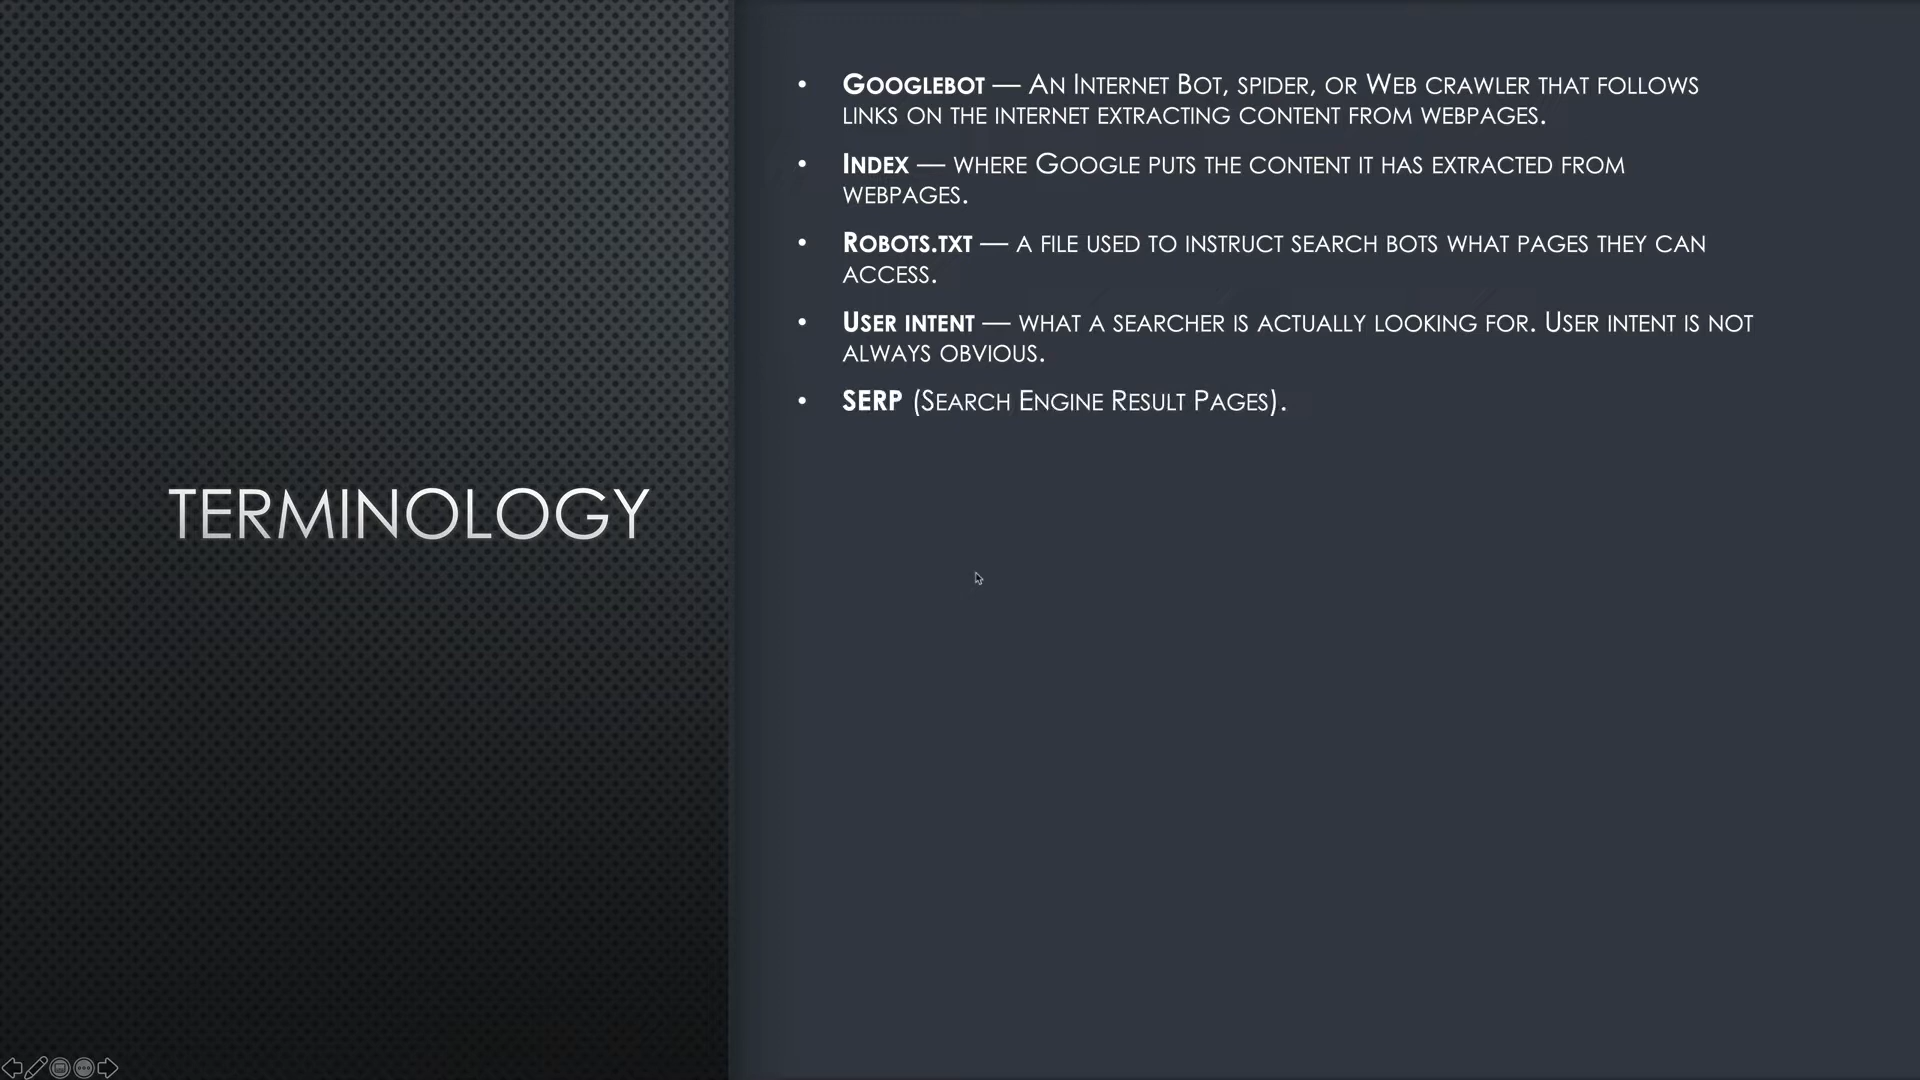 TERMINOLOGY
• Googlebot — An Internet Bot, spider, or Web crawler that follows
links on the internet extracting content from webpages.
• Index — where Google puts the content it has extracted from
webpages.
• Robots.txt — a file used to instruct search bots what pages they can
access.
• User intent — what a searcher is actually looking for. User intent is not
always obvious.
• SERP (Search Engine Result Pages).